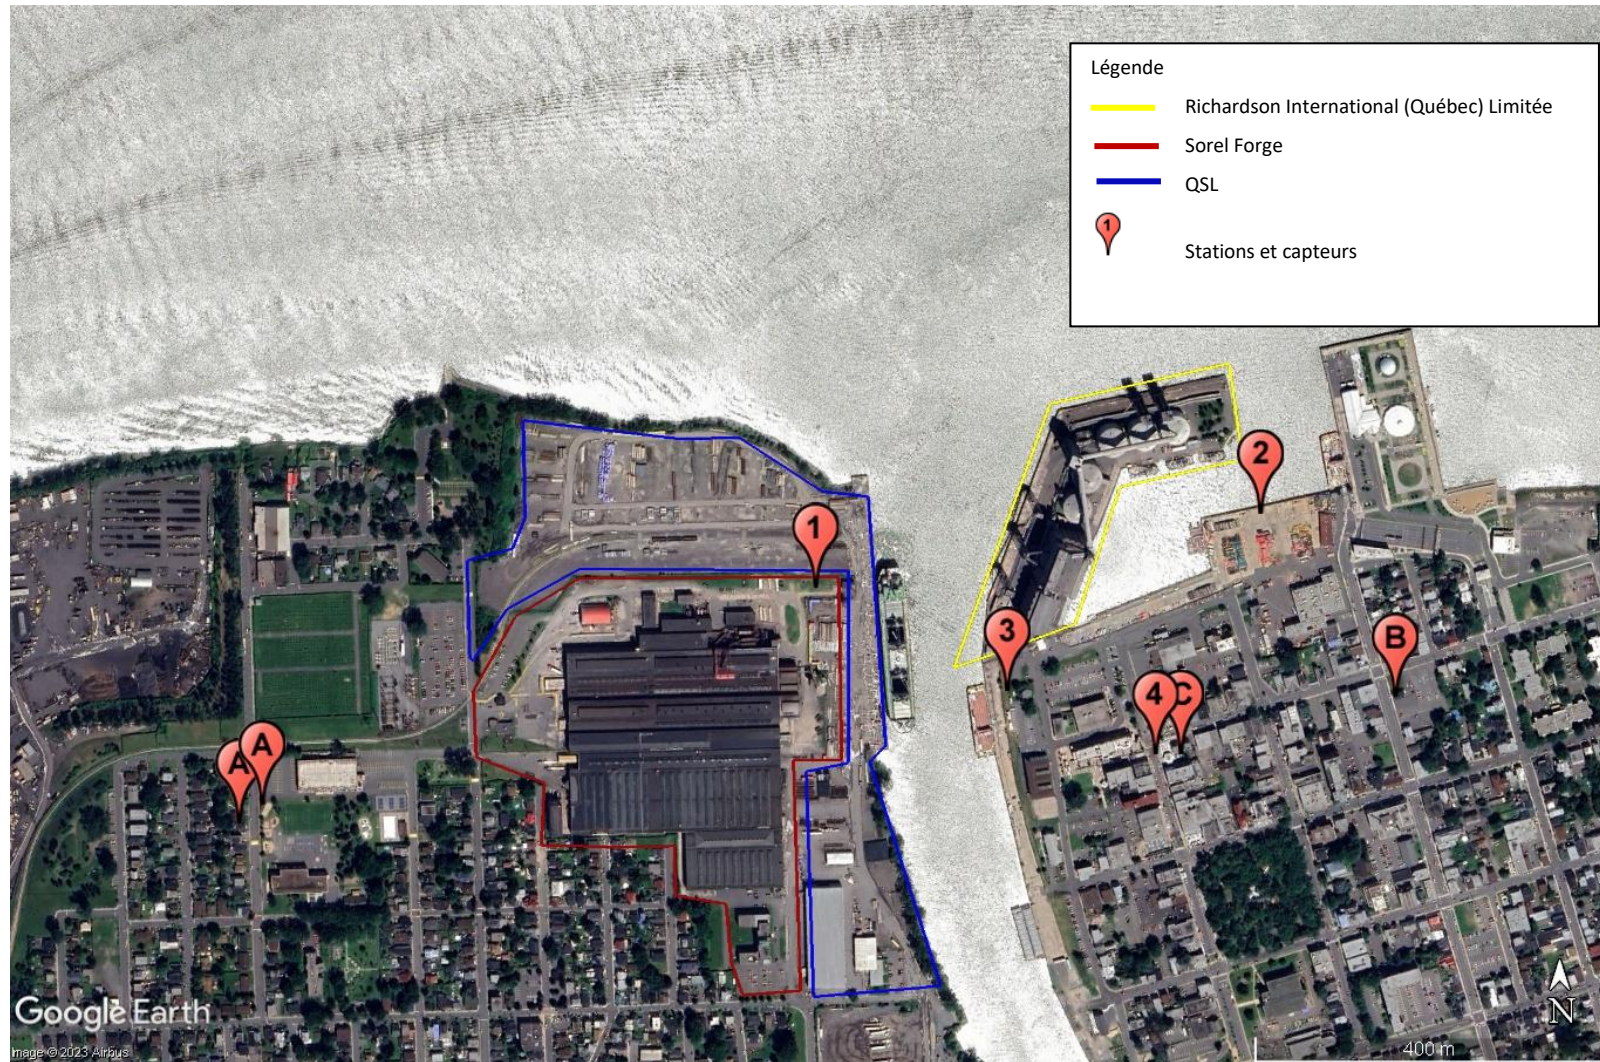 Légende
Richardson International (Québec) Limitée
Sorel Forge
QSL
1
Stations et capteurs
2
1
3
B
4
C
A
A
Google Earth
N
Image © 2023 Airbus
400 m